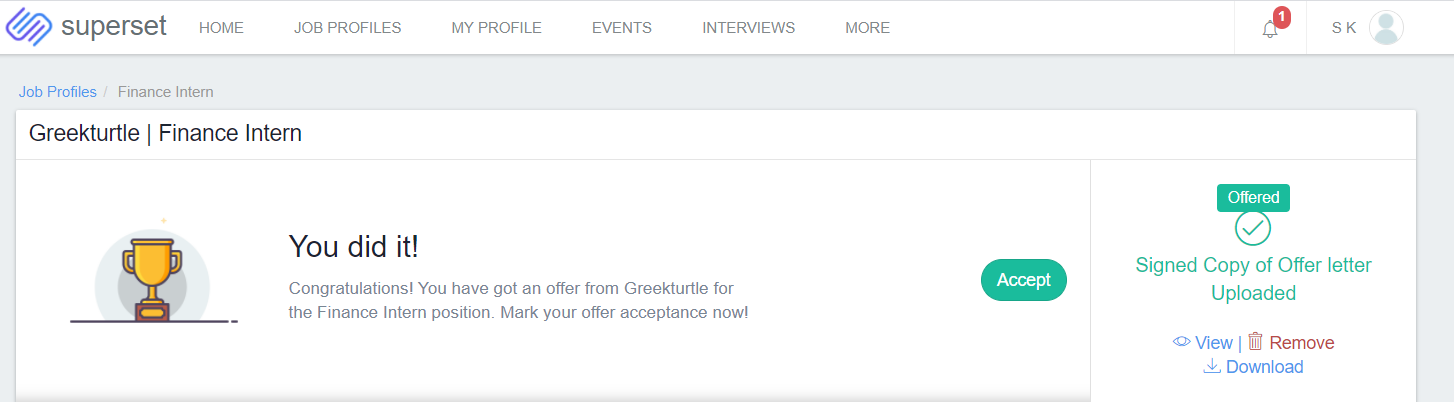 superset HOME JOB PROFILES MY PROFILE EVENTS INTERVIEWS MORE 1 S K
Job Profiles / Finance Intern
Greekturtle | Finance Intern
You did it!
Congratulations! You have got an offer from Greekturtle for
the Finance Intern position. Mark your offer acceptance now!
Accept
Offered
Signed Copy of Offer letter
Uploaded
View | Remove
Download